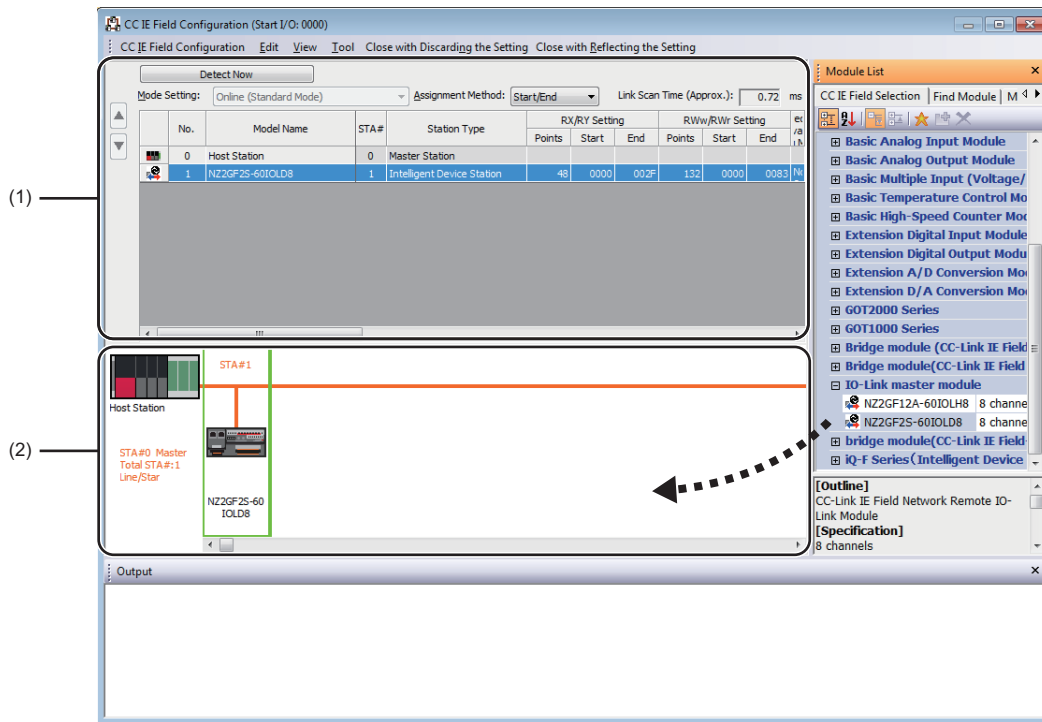 CC IE Field Configuration (Start I/O: 0000)
CC IE Field Configuration Edit View Tool Close with Discarding the Setting Close with Reflecting the Setting
Detect Now
Mode Setting: Online (Standard Mode) Assignment Method: Start/End Link Scan Time (Approx.): 0.72 ms
No. Model Name STA# Station Type RX/RY Setting RWw/RWr Setting
Points Start End Points Start End
0 Host Station 0 Master Station
1 NZ2GF2S-60IOLD8 1 Intelligent Device Station 48 0000 002F 132 0000 0083
(1)
(2)
STA#1
Host Station
STA#0 Master
Total STA#:1
Line/Star
NZ2GF2S-60
IOLD8
Output
Module List
CC IE Field Selection Find Module M
Basic Analog Input Module
Basic Analog Output Module
Basic Multiple Input (Voltage/
Basic Temperature Control Mo
Basic High-Speed Counter Mod
Extension Digital Input Module
Extension Digital Output Modu
Extension A/D Conversion Mo
Extension D/A Conversion Mo
GOT2000 Series
GOT1000 Series
Bridge module (CC-Link IE Field
Bridge module(CC-Link IE Field
IO-Link master module
NZ2GF12A-60IOLH8 8 channe
NZ2GF2S-60IOLD8 8 channe
bridge module(CC-Link IE Field
iQ-F Series(Intelligent Device
[Outline]
CC-Link IE Field Network Remote IO-
Link Module
[Specification]
8 channels